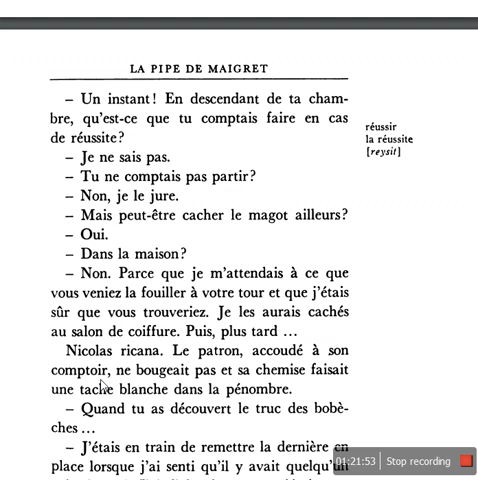 LA PIPE DE MAIGRET
– Un instant! En descendant de ta cham-
bre, qu'est-ce que tu comptais faire en cas
de réussite?
– Je ne sais pas.
– Tu ne comptais pas partir?
– Non, je le jure.
– Mais peut-être cacher le magot ailleurs?
– Oui.
– Dans la maison?
– Non. Parce que je m'attendais à ce que
vous veniez la fouiller à votre tour et que j'étais
sûr que vous trouveriez. Je les aurais cachés
au salon de coiffure. Puis, plus tard ...
Nicolas ricana. Le patron, accoudé à son
comptoir, ne bougeait pas et sa chemise faisait
une tache blanche dans la pénombre.
– Quand tu as découvert le truc des bobè-
ches ...
– J'étais en train de remettre la dernière en
place lorsque j'ai senti qu'il y avait quelqu'un
réussir
la réussite
[reysit]
01:21:53 Stop recording